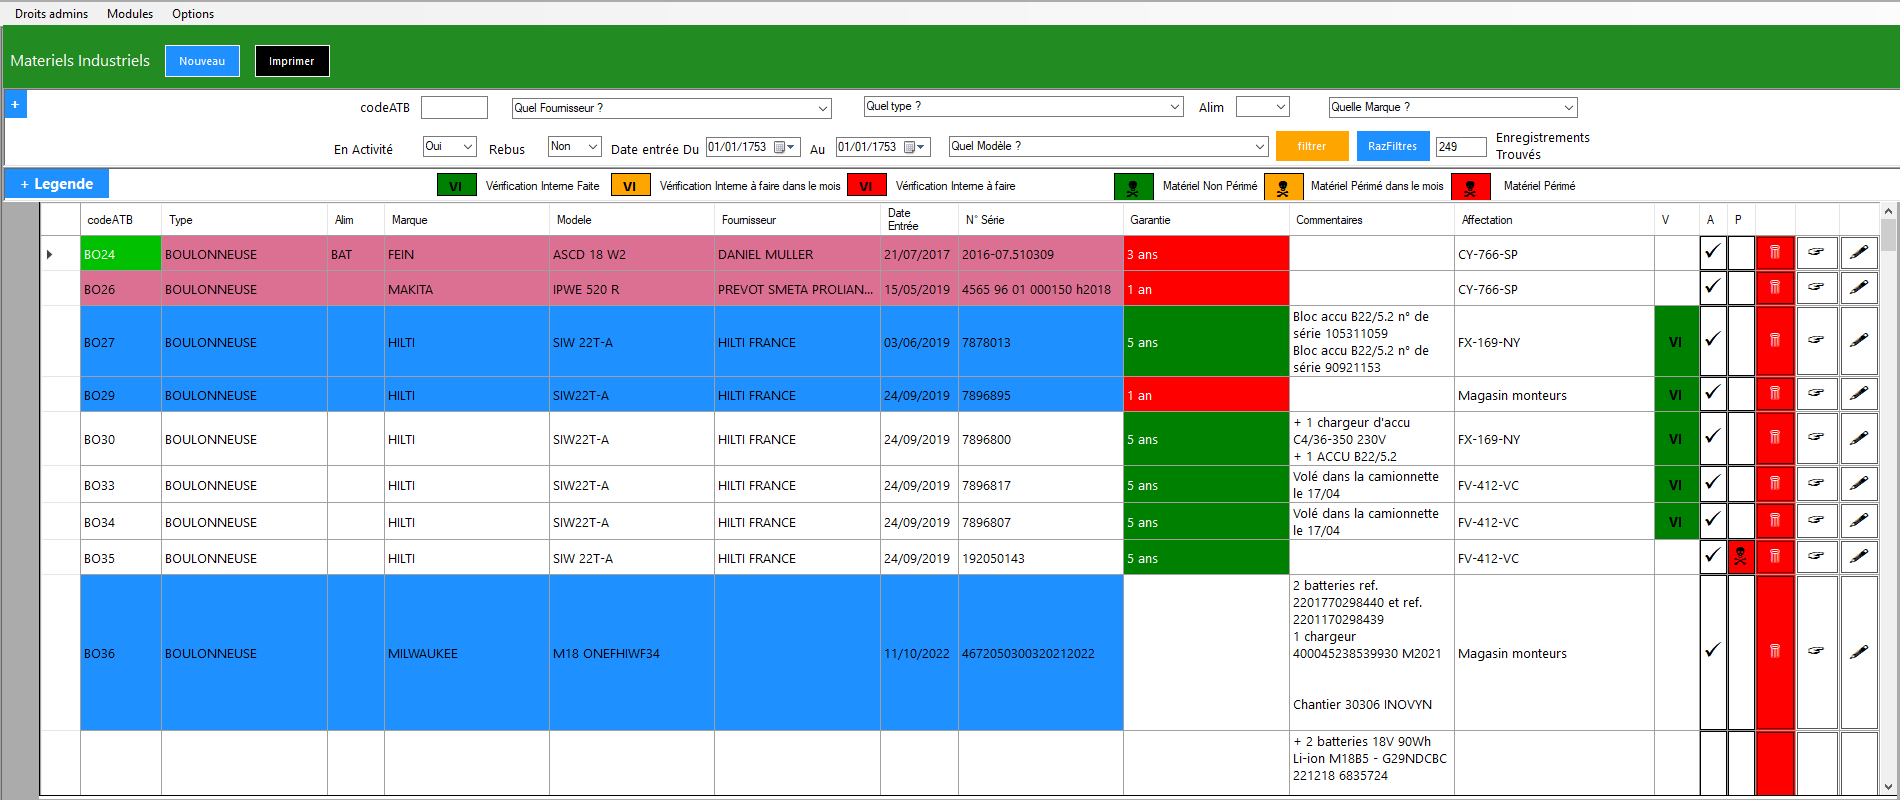 Droits admins Modules Options
Materiels Industriels Nouveau Imprimer
+ codeATB Quel Fournisseur ? Quel type ? Alim Quelle Marque ?
En Activité Oui Rebus Non Date entrée Du 01/01/1753 Au 01/01/1753 Quel Modèle ? filtrer RazFiltres 249 Enregistrements
Trouvés
+ Legende VI Vérification Interne Faite VI Vérification Interne à faire dans le mois VI Vérification Interne à faire Matériel Non Périmé Matériel Périmé dans le mois Matériel Périmé
codeATB Type Alim Marque Modele Fournisseur Date
Entrée N° Série Garantie Commentaires Affectation V A P
BO24 BOULONNEUSE BAT FEIN ASCD 18 W2 DANIEL MULLER 21/07/2017 2016-07.510309 3 ans CY-766-SP
BO26 BOULONNEUSE MAKITA IPWE 520 R PREVOT SMETA PROLIAN... 15/05/2019 4565 96 01 000150 h2018 1 an CY-766-SP
BO27 BOULONNEUSE HILTI SIW 22T-A HILTI FRANCE 03/06/2019 7878013 5 ans Bloc accu B22/5.2 n° de
série 105311059
Bloc accu B22/5.2 n° de
série 90921153 FX-169-NY VI
BO29 BOULONNEUSE HILTI SIW22T-A HILTI FRANCE 24/09/2019 7896895 1 an Magasin monteurs VI
BO30 BOULONNEUSE HILTI SIW22T-A HILTI FRANCE 24/09/2019 7896800 5 ans + 1 chargeur d'accu
C4/36-350 230V
+ 1 ACCU B22/5.2 FX-169-NY VI
BO33 BOULONNEUSE HILTI SIW22T-A HILTI FRANCE 24/09/2019 7896817 5 ans Volé dans la camionnette
le 17/04 FV-412-VC VI
BO34 BOULONNEUSE HILTI SIW22T-A HILTI FRANCE 24/09/2019 7896807 5 ans Volé dans la camionnette
le 17/04 FV-412-VC VI
BO35 BOULONNEUSE HILTI SIW 22T-A HILTI FRANCE 24/09/2019 192050143 5 ans FV-412-VC
BO36 BOULONNEUSE MILWAUKEE M18 ONEFHIWF34 11/10/2022 4672050300320212022 2 batteries ref.
2201770298440 et ref.
2201170298439
1 chargeur
400045238539930 M2021 Magasin monteurs
Chantier 30306 INOVYN
+ 2 batteries 18V 90Wh
Li-ion M18B5 - G29NDCBC
221218 6835724